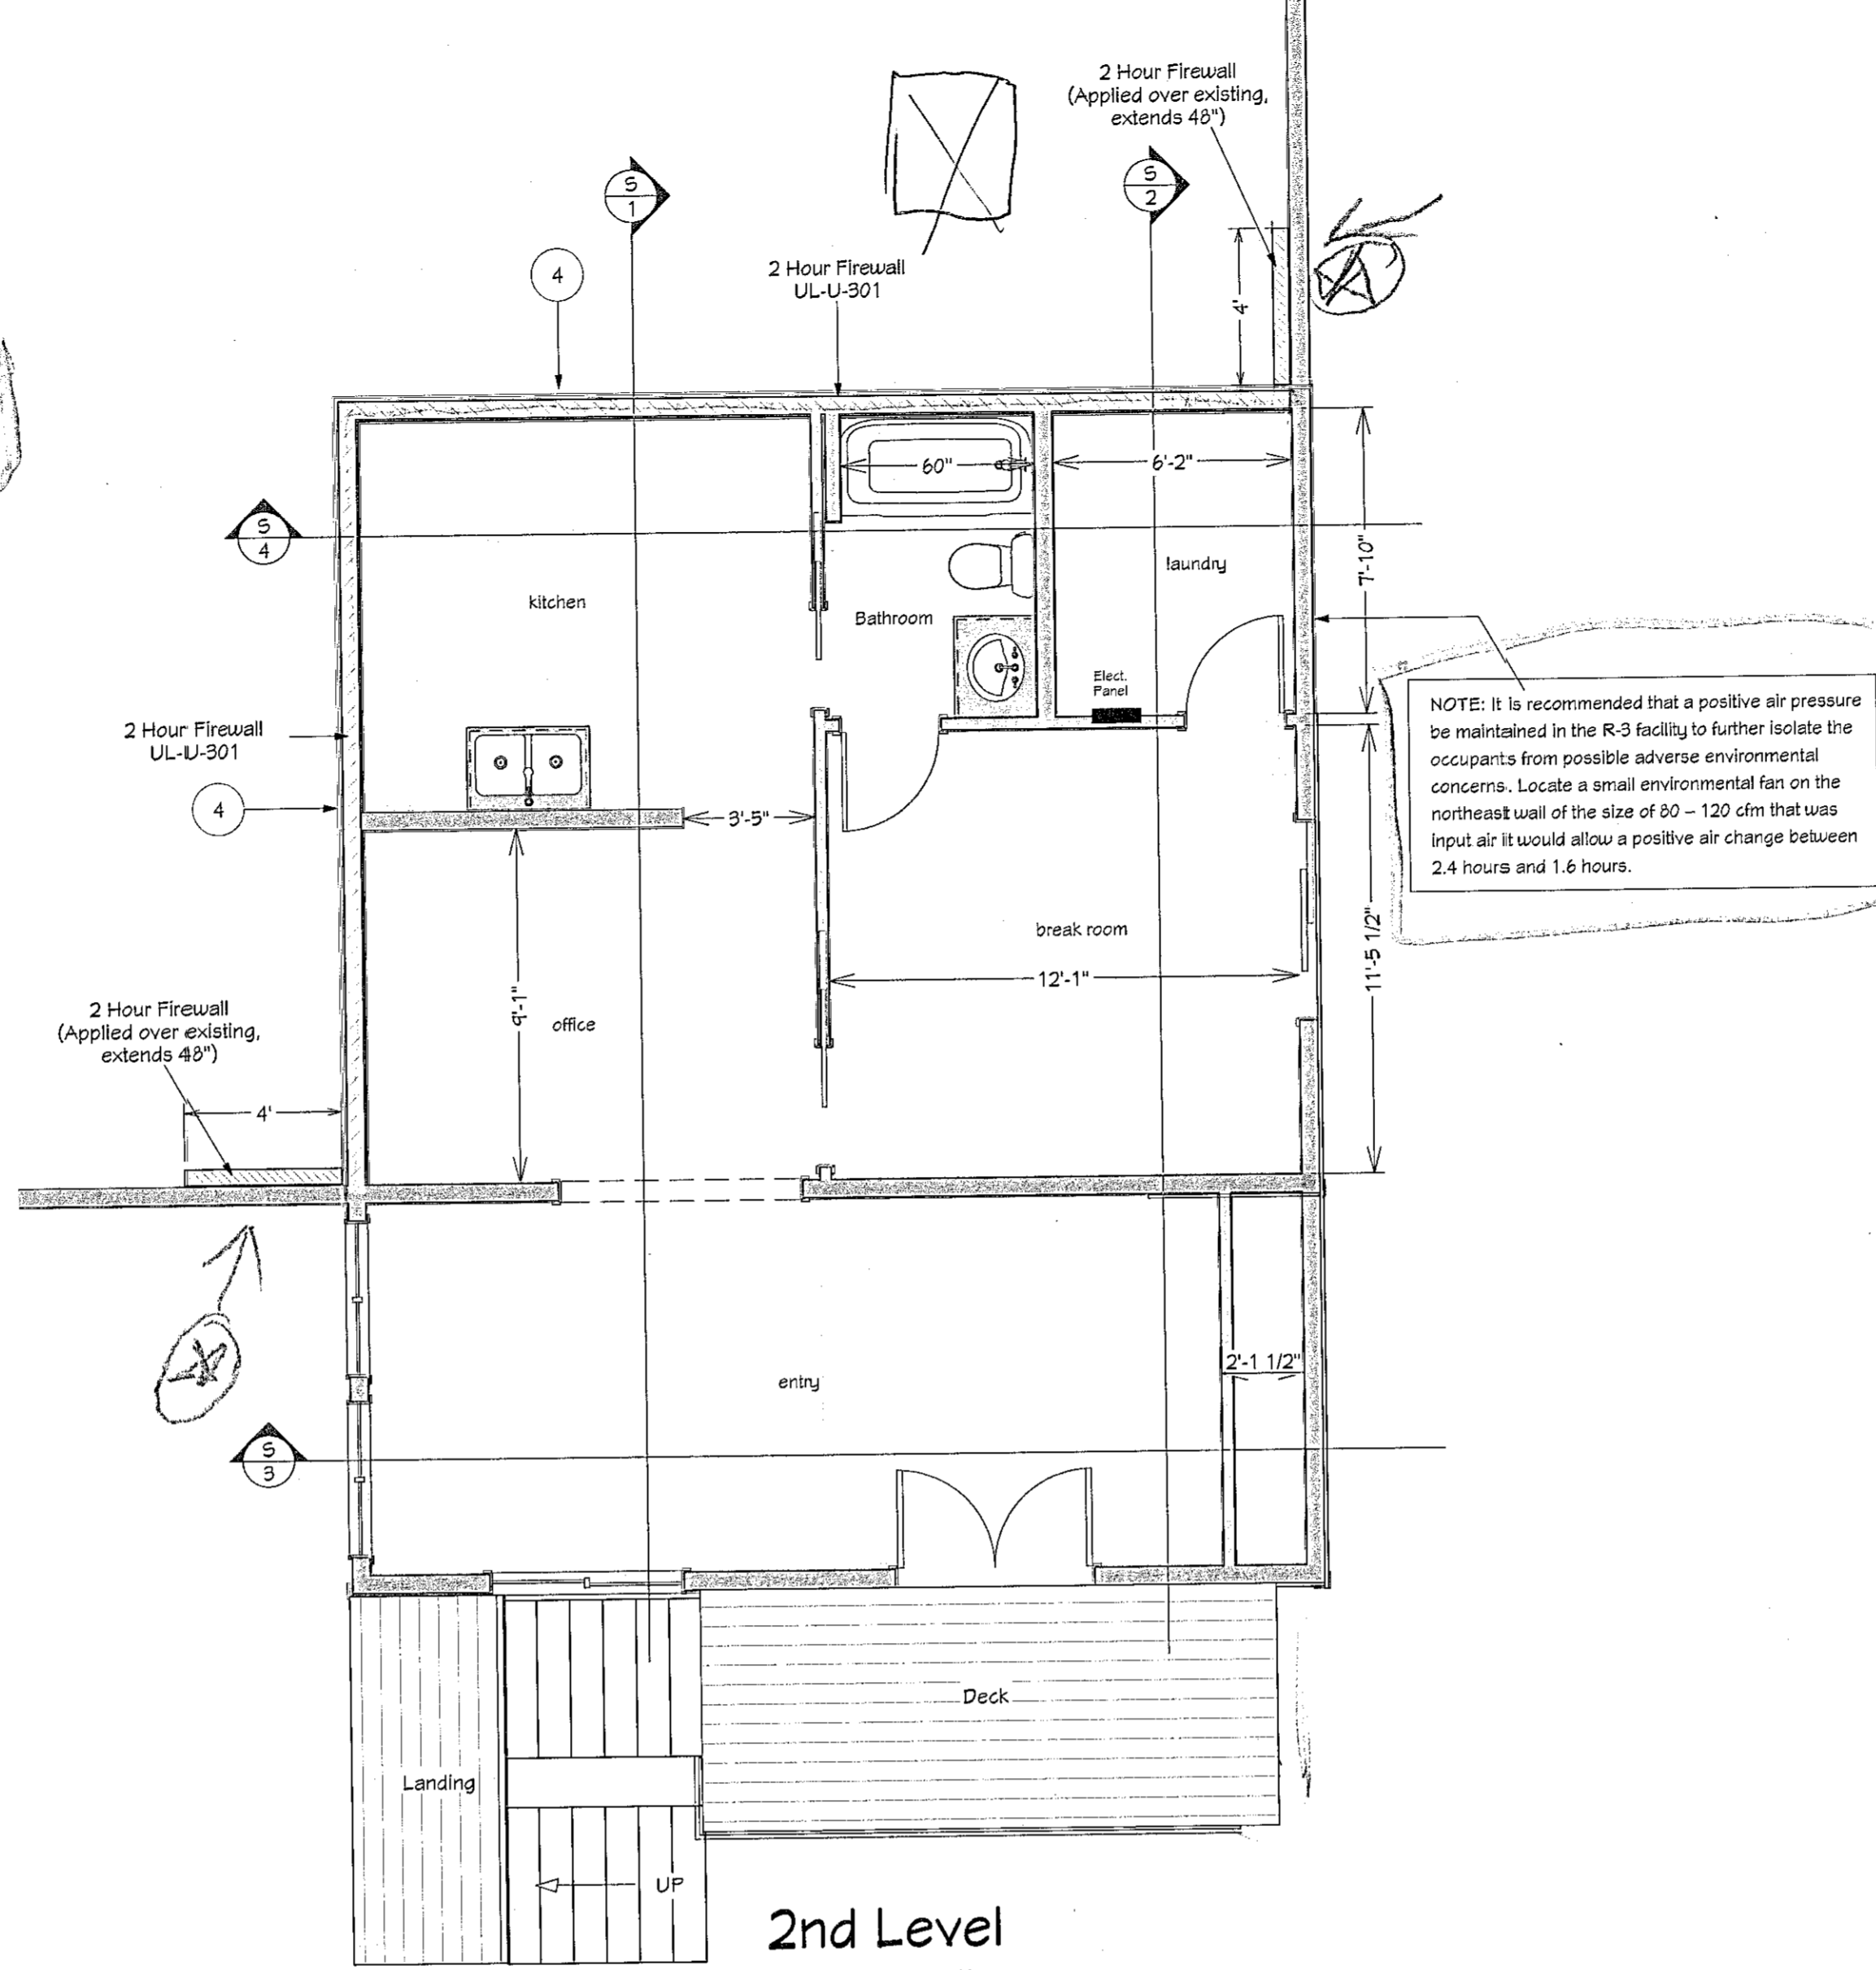 2 Hour Firewall
(Applied over existing,
extends 48")
S
1
S
2
4
2 Hour Firewall
UL-U-301
4'
60"
6'-2"
S
4
7'-10"
laundry
kitchen
Bathroom
Elect.
Panel
NOTE: It is recommended that a positive air pressure
be maintained in the R-3 facility to further isolate the
occupants from possible adverse environmental
concerns. Locate a small environmental fan on the
northeast wall of the size of 80 – 120 cfm that was
input air it would allow a positive air change between
2.4 hours and 1.6 hours.
2 Hour Firewall
UL-U-301
4
3'-5"
break room
11'-5 1/2"
12'-1"
9'-1"
office
2 Hour Firewall
(Applied over existing,
extends 48")
4'
2'-1 1/2"
entry
S
3
Deck
Landing
UP
2nd Level